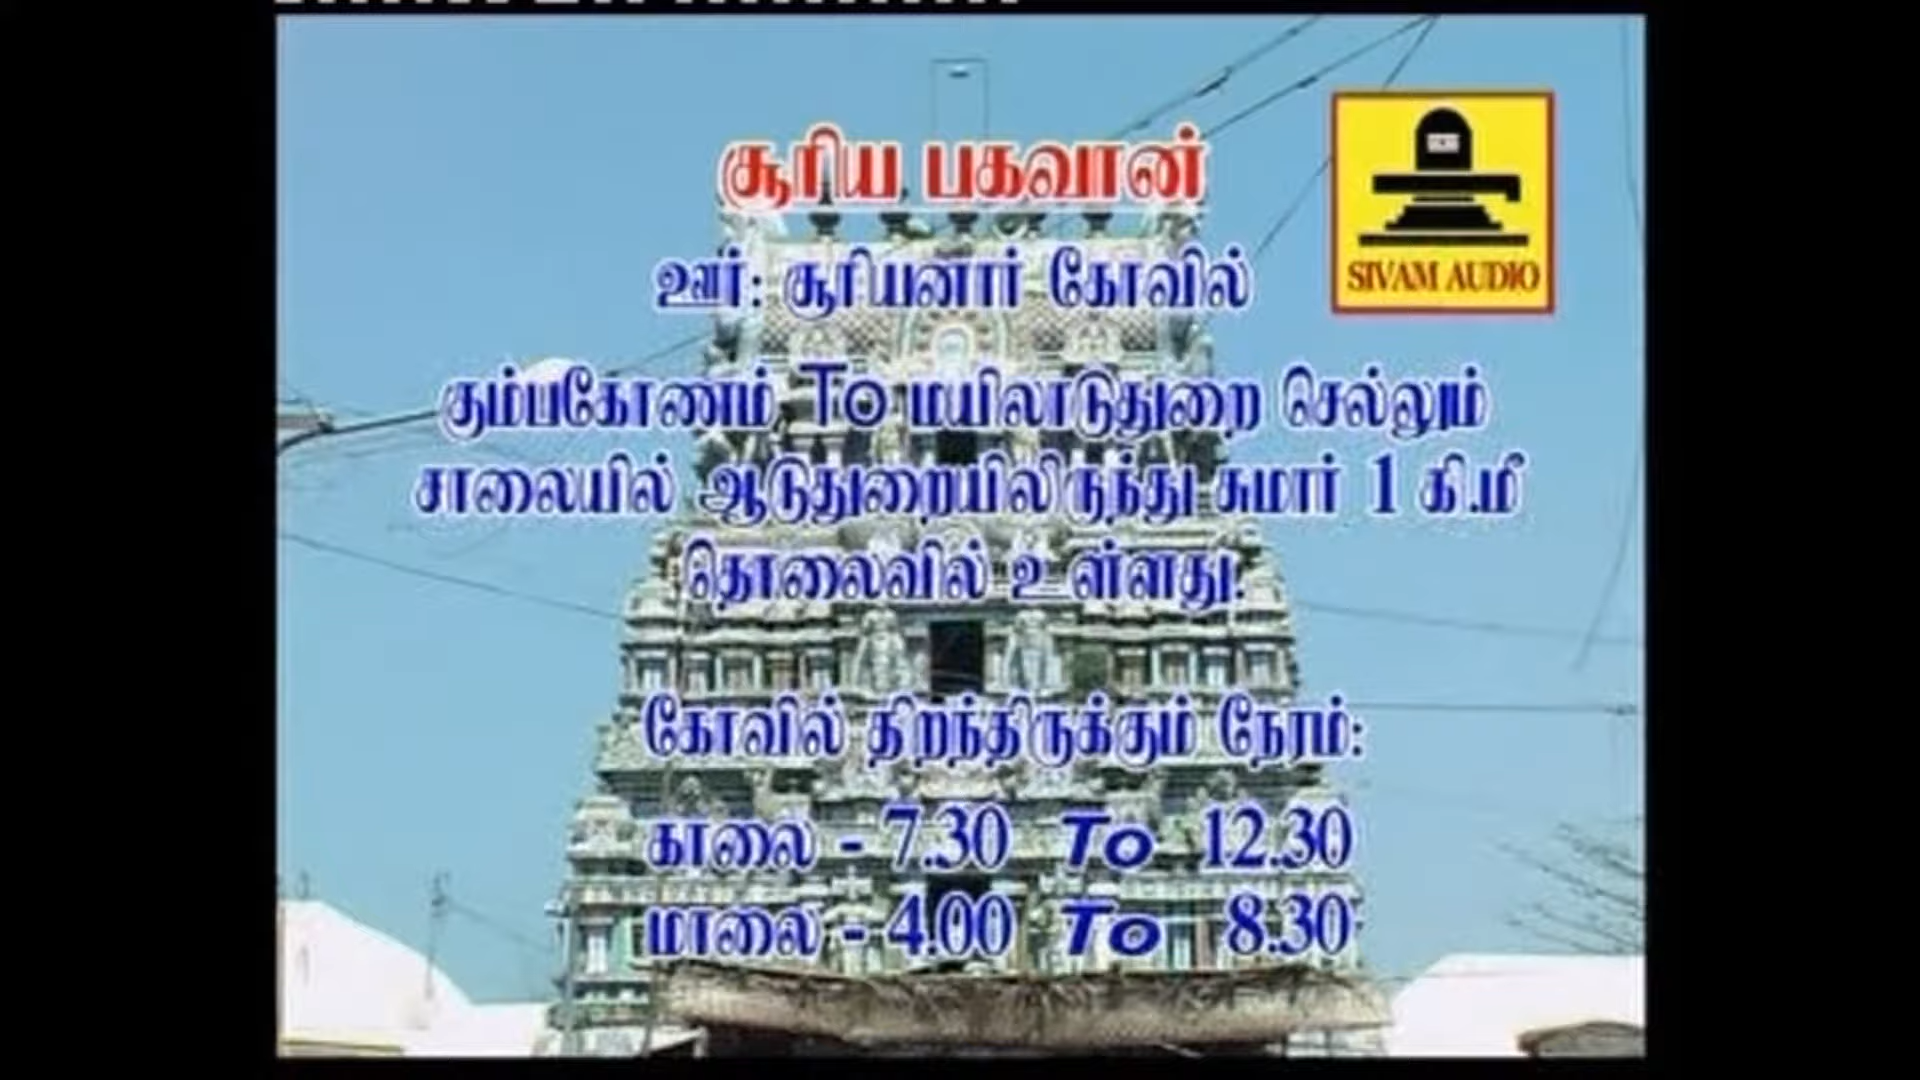 சூரிய பகவான்
ஊர்: சூரியனார் கோவில்
SIVAM AUDIO
கும்பகோணம் To மயிலாடுதுறை செல்லும்
சாலையில் ஆடுதுறையிலிருந்து சுமார் 1 கி.மீ
தொலைவில் உள்ளது.
கோவில் திறந்திருக்கும் நேரம்:
காலை - 7.30 To 12.30
மாலை - 4.00 To 8.30